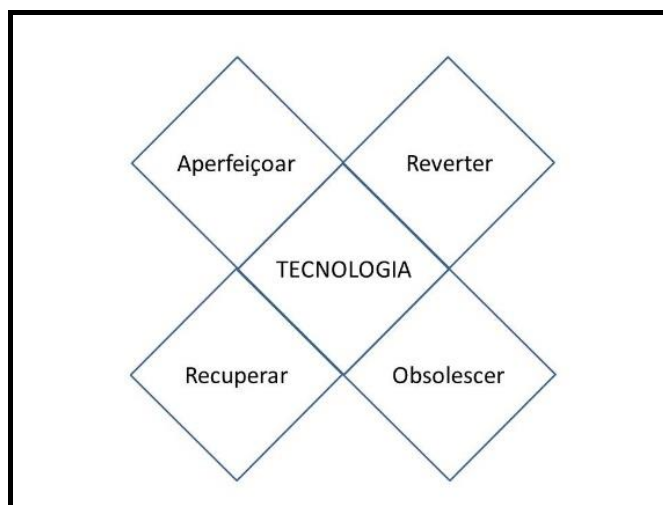 Aperfeiçoar
Reverter
TECNOLOGIA
Recuperar
Obsolescer